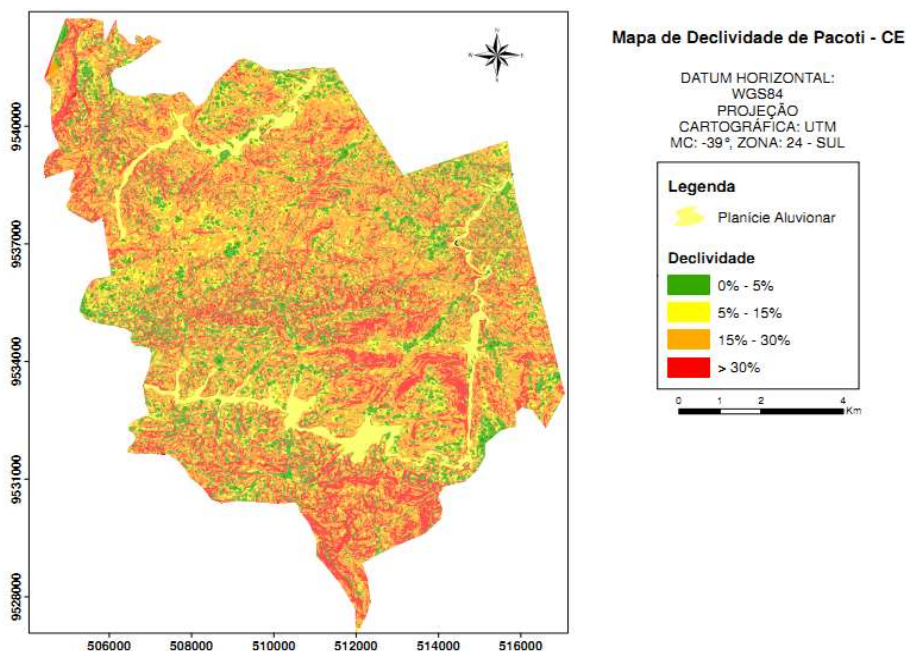 Mapa de Declividade de Pacoti - CE
DATUM HORIZONTAL:
WGS84
PROJEÇÃO
CARTOGRÁFICA: UTM
MC: -39°, ZONA: 24 - SUL
Legenda
Planície Aluvionar
Declividade
0% - 5%
5% - 15%
15% - 30%
> 30%
0 1 2 4
Km
N
9540000
9537000
9534000
9531000
9528000
506000 508000 510000 512000 514000 516000